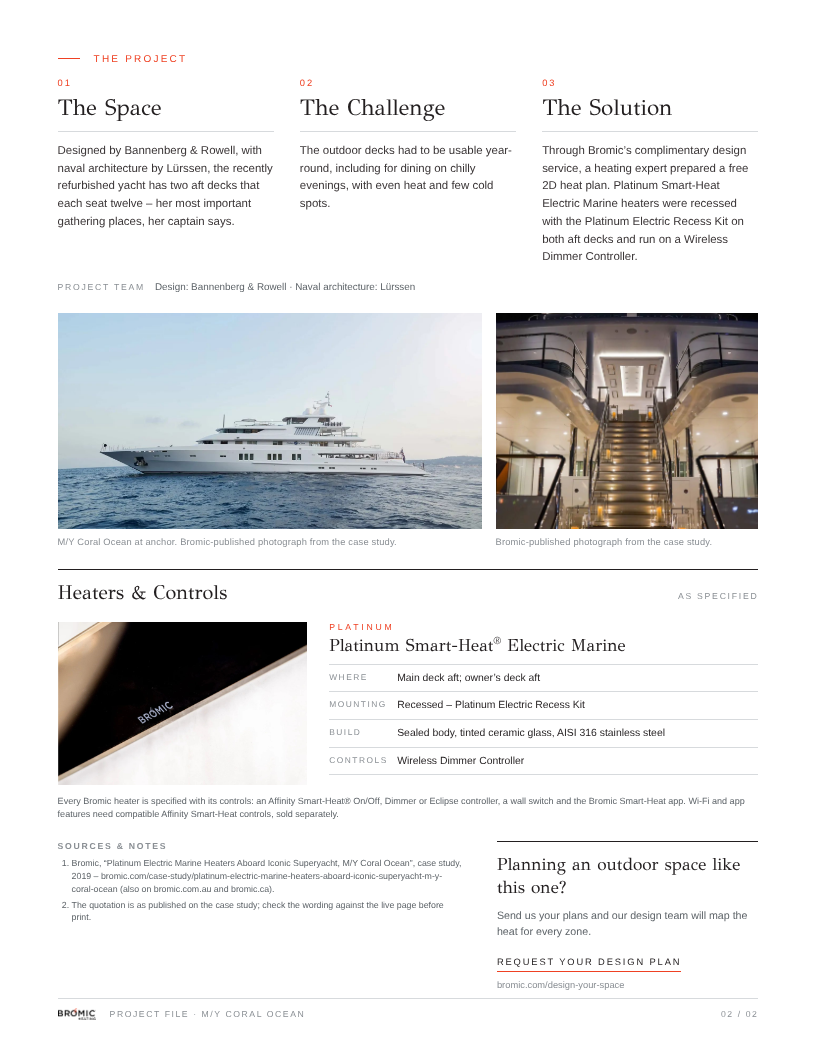 THE PROJECT
01
The Space
Designed by Bannenberg & Rowell, with
naval architecture by Lürssen, the recently
refurbished yacht has two aft decks that
each seat twelve – her most important
gathering places, her captain says.
02
The Challenge
The outdoor decks had to be usable year-
round, including for dining on chilly
evenings, with even heat and few cold
spots.
03
The Solution
Through Bromic's complimentary design
service, a heating expert prepared a free
2D heat plan. Platinum Smart-Heat
Electric Marine heaters were recessed
with the Platinum Electric Recess Kit on
both aft decks and run on a Wireless
Dimmer Controller.
PROJECT TEAM Design: Bannenberg & Rowell · Naval architecture: Lürssen
M/Y Coral Ocean at anchor. Bromic-published photograph from the case study.
Bromic-published photograph from the case study.
Heaters & Controls
AS SPECIFIED
BRÓMIC
PLATINUM
Platinum Smart-Heat® Electric Marine
WHERE Main deck aft; owner's deck aft
MOUNTING Recessed – Platinum Electric Recess Kit
BUILD Sealed body, tinted ceramic glass, AISI 316 stainless steel
CONTROLS Wireless Dimmer Controller
Every Bromic heater is specified with its controls: an Affinity Smart-Heat® On/Off, Dimmer or Eclipse controller, a wall switch and the Bromic Smart-Heat app. Wi-Fi and app
features need compatible Affinity Smart-Heat controls, sold separately.
SOURCES & NOTES
1. Bromic, “Platinum Electric Marine Heaters Aboard Iconic Superyacht, M/Y Coral Ocean”, case study,
2019 – bromic.com/case-study/platinum-electric-marine-heaters-aboard-iconic-superyacht-m-y-
coral-ocean (also on bromic.com.au and bromic.ca).
2. The quotation is as published on the case study; check the wording against the live page before
print.
Planning an outdoor space like
this one?
Send us your plans and our design team will map the
heat for every zone.
REQUEST YOUR DESIGN PLAN
bromic.com/design-your-space
BRÓMIC HEATING PROJECT FILE · M/Y CORAL OCEAN
02 / 02